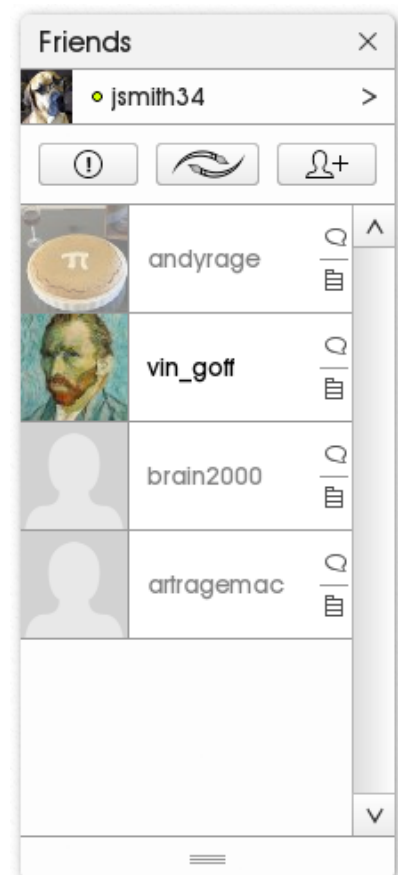 Friends
jsmith34
π
andyrage
vin_goff
brain2000
artragemac